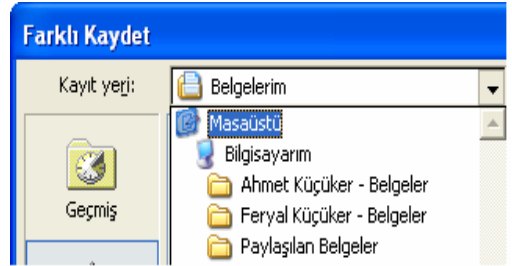 Farklı Kaydet
Kayıt yeri:
Belgelerim
Masaüstü
Bilgisayarım
Ahmet Küçüker - Belgeler
Feryal Küçüker - Belgeler
Paylaşılan Belgeler
Geçmiş